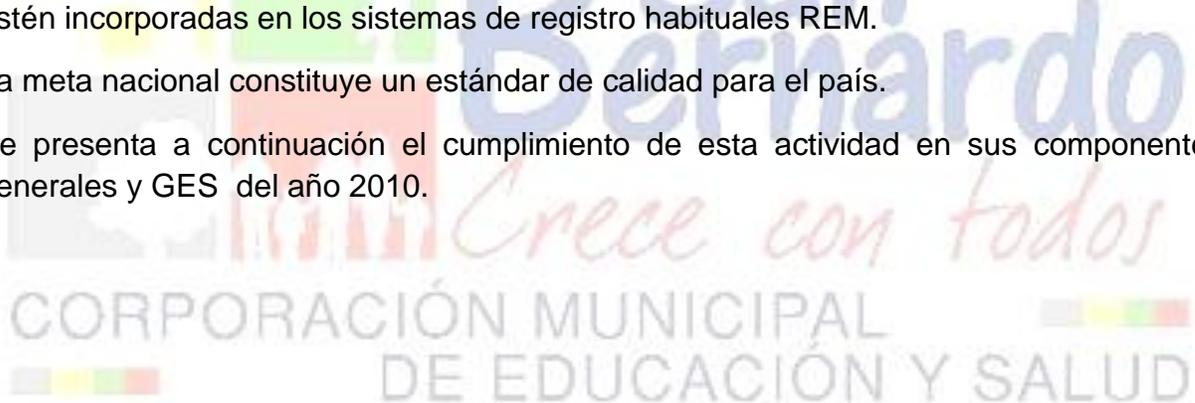 stén incorporadas en los sistemas de registro habituales REM.
a meta nacional constituye un estándar de calidad para el país.
e presenta a continuación el cumplimiento de esta actividad en sus componente
enerales y GES del año 2010.
Bernardo
Crece con todos
CORPORACIÓN MUNICIPAL
DE EDUCACIÓN Y SALUD